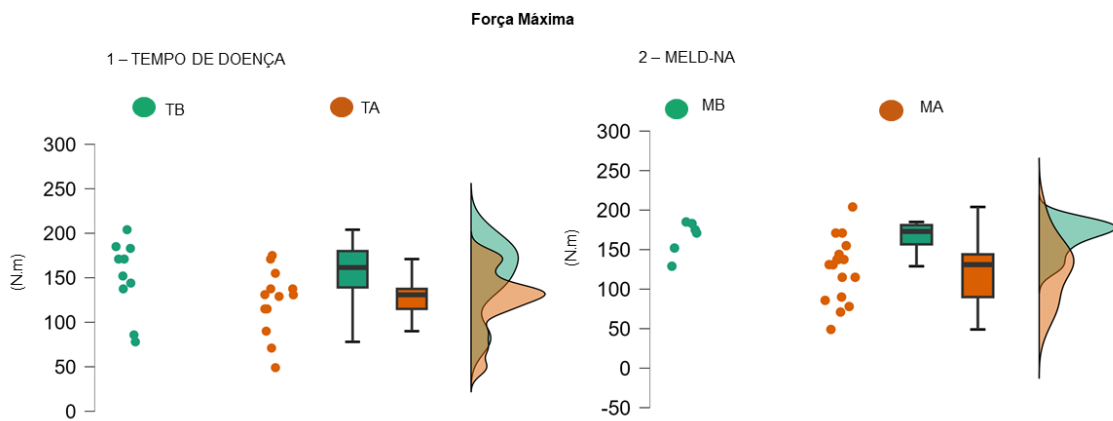 Força Máxima
1 – TEMPO DE DOENÇA
TB
TA
300
250
200
150
100
50
0
(N.m)
2 – MELD-NA
MB
MA
300
250
200
150
100
50
0
-50
(N.m)